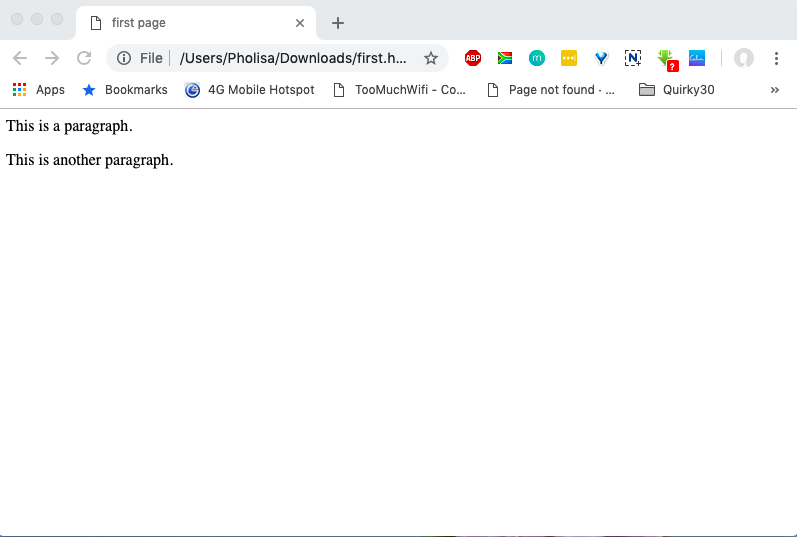 first page
File /Users/Pholisa/Downloads/first.h...
ABP m N ? Calm
Apps Bookmarks 4G Mobile Hotspot TooMuchWifi - Co... Page not found · ... Quirky30 »
This is a paragraph.
This is another paragraph.